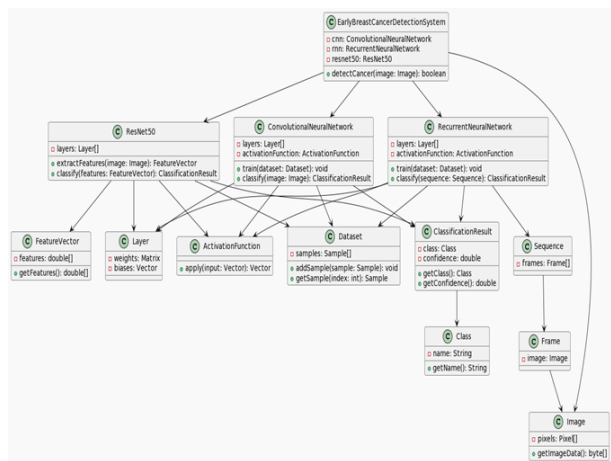 C EarlyBreastCancerDetectionSystem
cnn: ConvolutionalNeuralNetwork
rnn: RecurrentNeuralNetwork
resnet50: ResNet50
detectCancer(image: Image): boolean
C ResNet50
layers: Layer[]
extractFeatures(image: Image): FeatureVector
classify(features: FeatureVector): ClassificationResult
C ConvolutionalNeuralNetwork
layers: Layer[]
activationFunction: ActivationFunction
train(dataset: Dataset): void
classify(image: Image): ClassificationResult
C RecurrentNeuralNetwork
layers: Layer[]
activationFunction: ActivationFunction
train(dataset: Dataset): void
classify(sequence: Sequence): ClassificationResult
C FeatureVector
features: double[]
getFeatures(): double[]
C Layer
weights: Matrix
biases: Vector
C ActivationFunction
apply(input: Vector): Vector
C Dataset
samples: Sample[]
addSample(sample: Sample): void
getSample(index: int): Sample
C ClassificationResult
class: Class
confidence: double
getClass(): Class
getConfidence(): double
C Sequence
frames: Frame[]
C Class
name: String
getName(): String
C Frame
image: Image
C Image
pixels: Pixel[]
getImageData(): byte[]